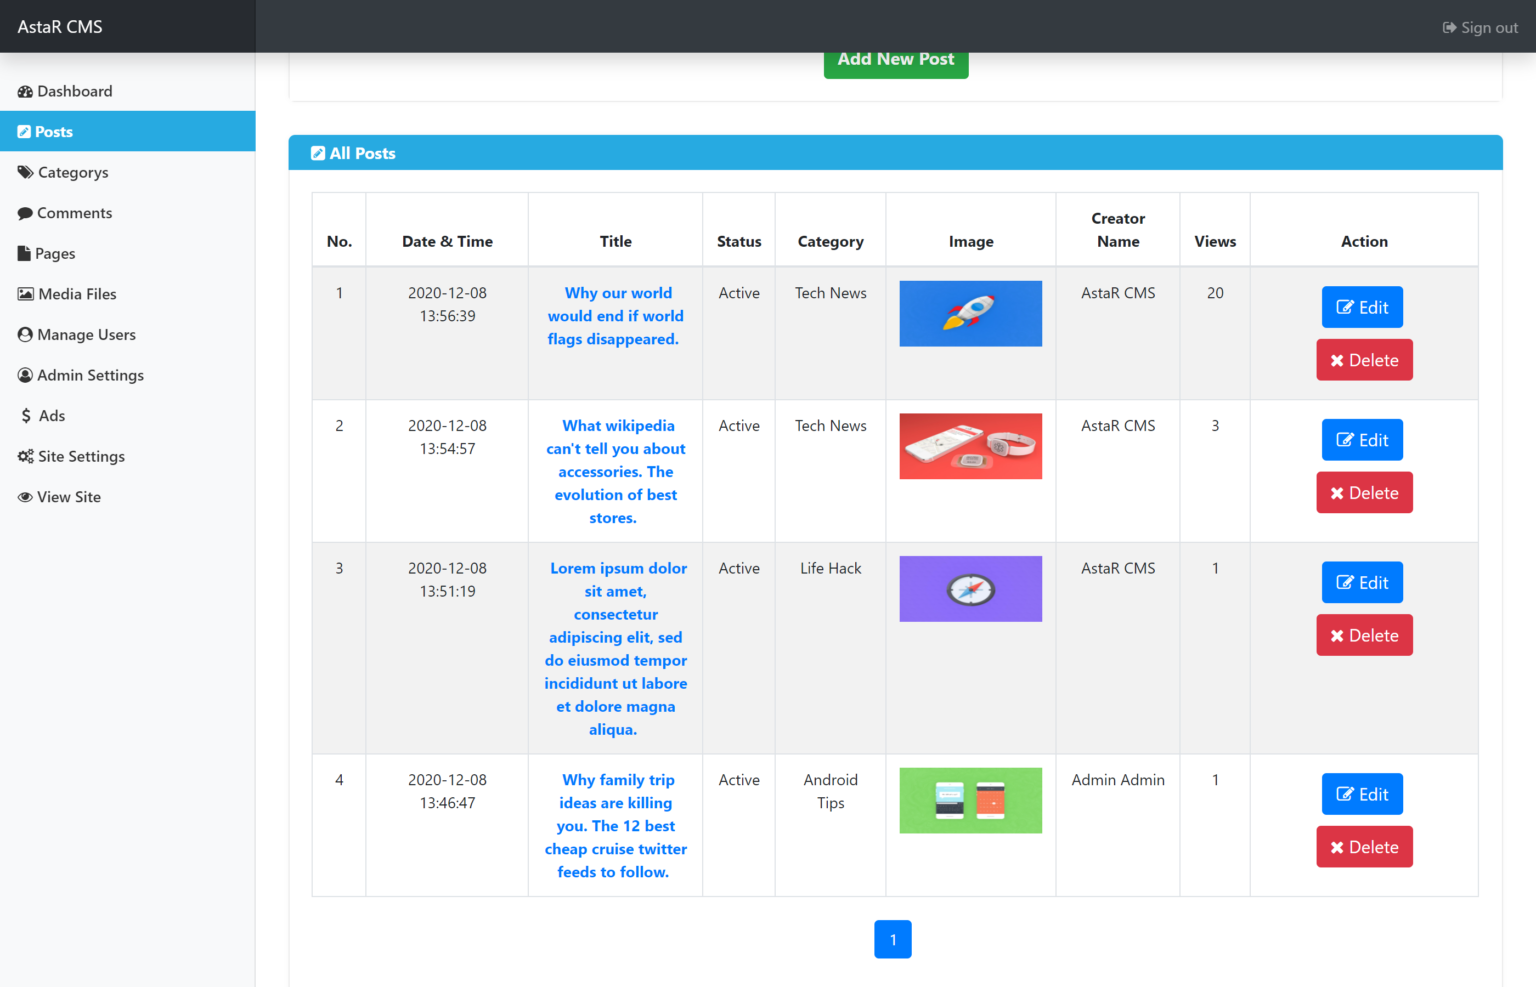 AstaR CMS
Sign out
Dashboard
Posts
Categorys
Comments
Pages
Media Files
Manage Users
Admin Settings
$ Ads
Site Settings
View Site
Add New Post
All Posts
No.
Date & Time
Title
Status
Category
Image
Creator
Name
Views
Action
1
2020-12-08
13:56:39
Why our world
would end if world
flags disappeared.
Active
Tech News
AstaR CMS
20
Edit
Delete
2
2020-12-08
13:54:57
What wikipedia
can't tell you about
accessories. The
evolution of best
stores.
Active
Tech News
AstaR CMS
3
Edit
Delete
3
2020-12-08
13:51:19
Lorem ipsum dolor
sit amet,
consectetur
adipiscing elit, sed
do eiusmod tempor
incididunt ut labore
et dolore magna
aliqua.
Active
Life Hack
AstaR CMS
1
Edit
Delete
4
2020-12-08
13:46:47
Why family trip
ideas are killing
you. The 12 best
cheap cruise twitter
feeds to follow.
Active
Android
Tips
Admin Admin
1
Edit
Delete
1